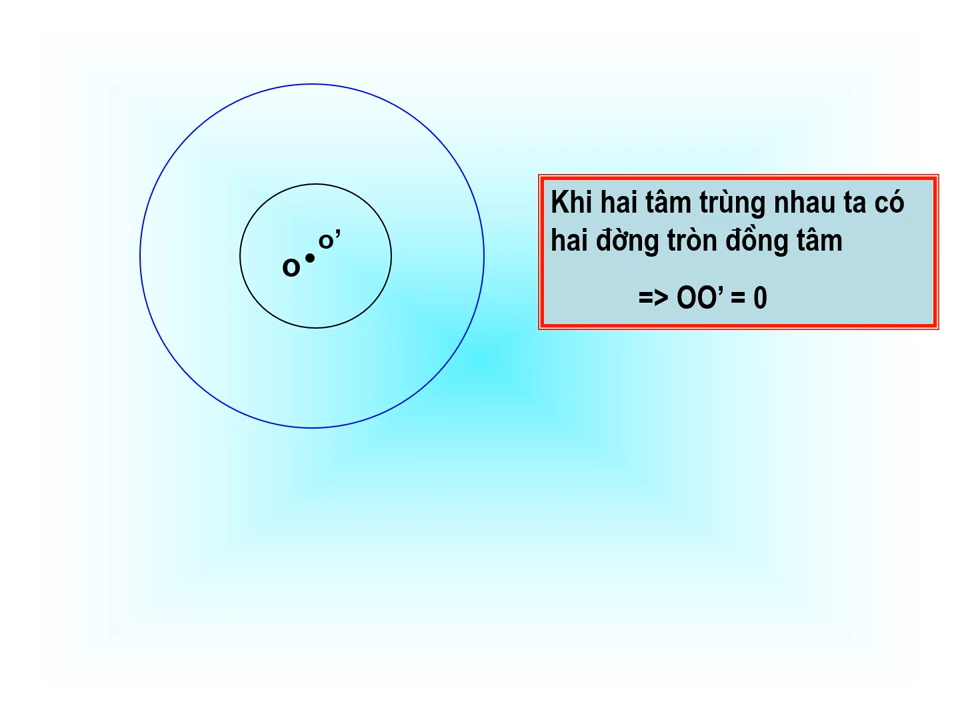 o
o’
Khi hai tâm trùng nhau ta có
hai đờng tròn đồng tâm
=> OO’ = 0